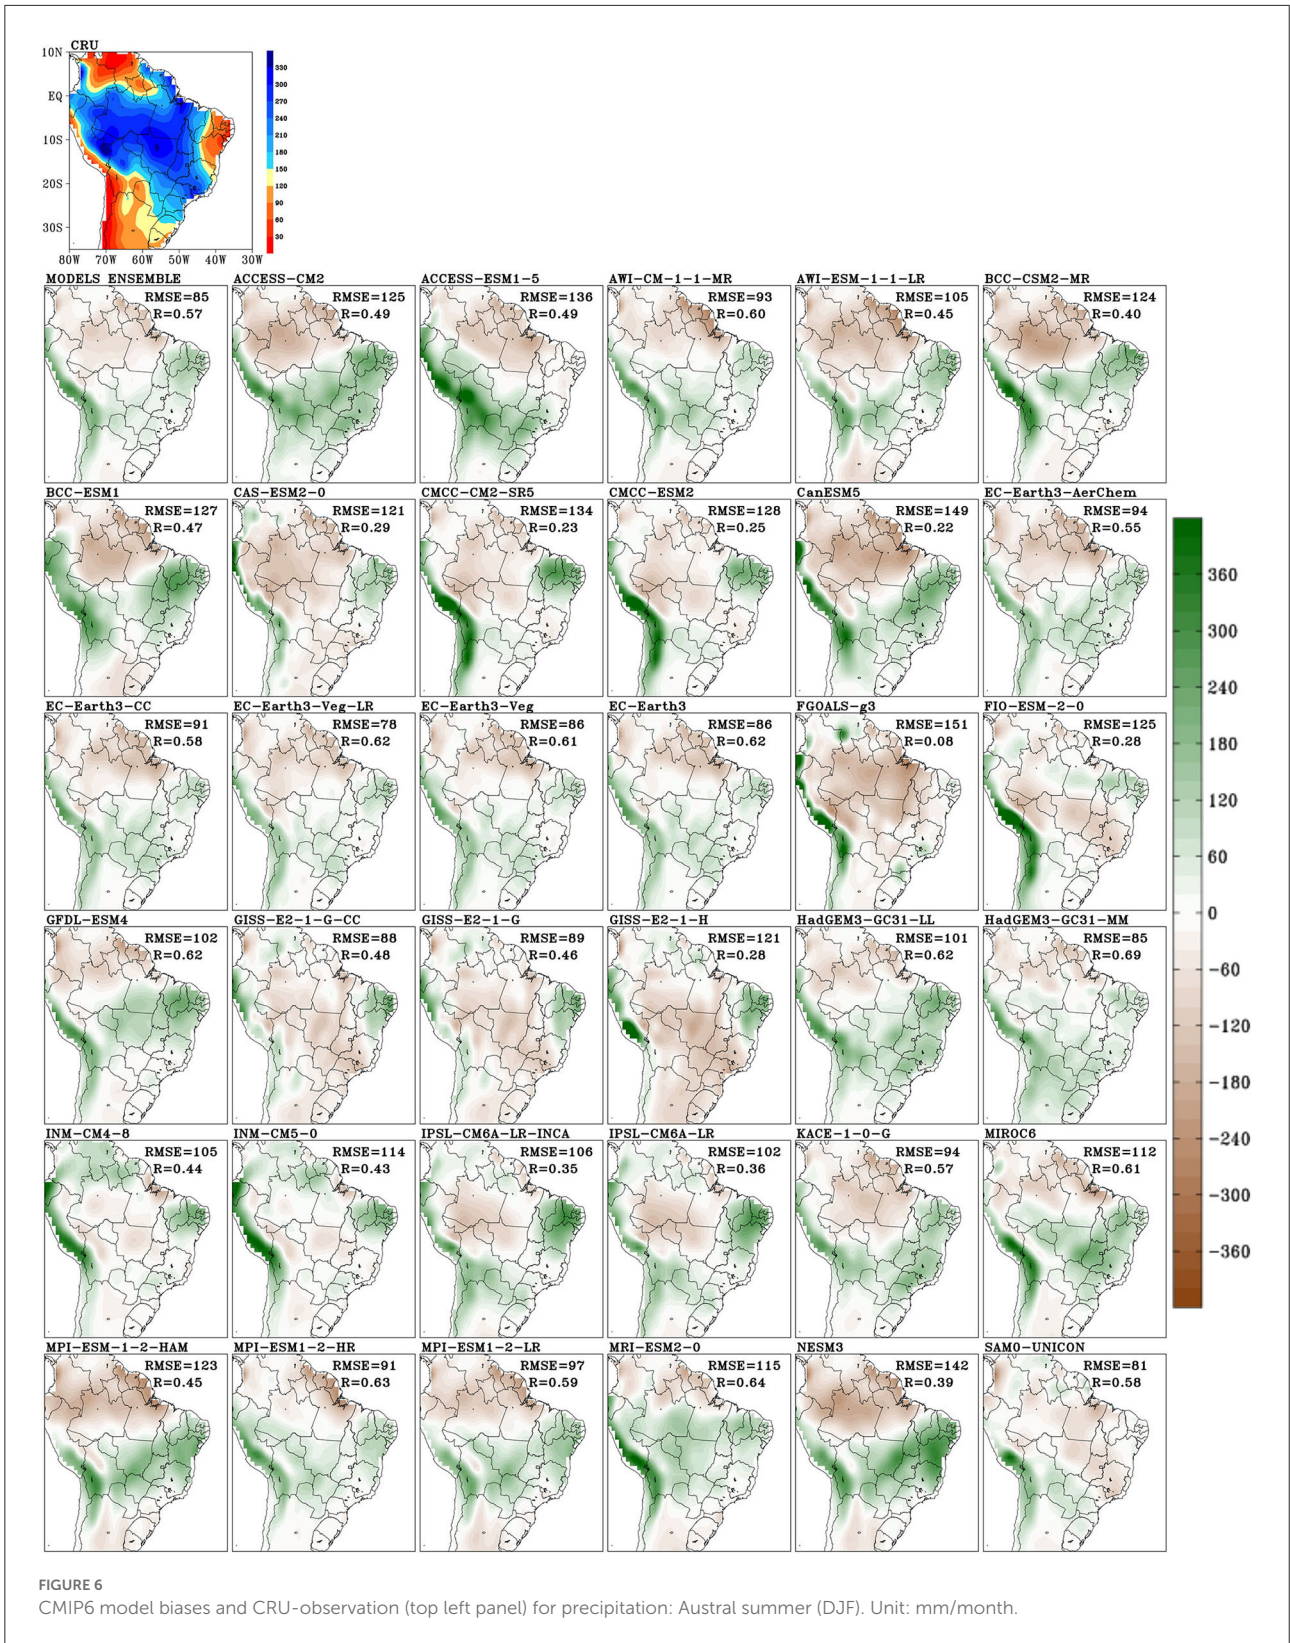 CRU
10N
EQ
10S
20S
30S
80W 70W 60W 50W 40W 30W
330
300
270
240
210
180
150
120
90
60
30
MODELS ENSEMBLE
RMSE=85
R=0.57
ACCESS-CM2
RMSE=125
R=0.49
ACCESS-ESM1-5
RMSE=136
R=0.49
AWI-CM-1-1-MR
RMSE=93
R=0.60
AWI-ESM-1-1-LR
RMSE=105
R=0.45
BCC-CSM2-MR
RMSE=124
R=0.40
BCC-ESM1
RMSE=127
R=0.47
CAS-ESM2-0
RMSE=121
R=0.29
CMCC-CM2-SR5
RMSE=134
R=0.23
CMCC-ESM2
RMSE=128
R=0.25
CanESM5
RMSE=149
R=0.22
EC-Earth3-AerChem
RMSE=94
R=0.55
EC-Earth3-CC
RMSE=91
R=0.58
EC-Earth3-Veg-LR
RMSE=78
R=0.62
EC-Earth3-Veg
RMSE=86
R=0.61
EC-Earth3
RMSE=86
R=0.62
FGOALS-g3
RMSE=151
R=0.08
FIO-ESM-2-0
RMSE=125
R=0.28
GFDL-ESM4
RMSE=102
R=0.62
GISS-E2-1-G-CC
RMSE=88
R=0.48
GISS-E2-1-G
RMSE=89
R=0.46
GISS-E2-1-H
RMSE=121
R=0.28
HadGEM3-GC31-LL
RMSE=101
R=0.62
HadGEM3-GC31-MM
RMSE=85
R=0.69
INM-CM4-8
RMSE=105
R=0.44
INM-CM5-0
RMSE=114
R=0.43
IPSL-CM6A-LR-INCA
RMSE=106
R=0.35
IPSL-CM6A-LR
RMSE=102
R=0.36
KACE-1-0-G
RMSE=94
R=0.57
MIROC6
RMSE=112
R=0.61
MPI-ESM-1-2-HAM
RMSE=123
R=0.45
MPI-ESM1-2-HR
RMSE=91
R=0.63
MPI-ESM1-2-LR
RMSE=97
R=0.59
MRI-ESM2-0
RMSE=115
R=0.64
NESM3
RMSE=142
R=0.39
SAM0-UNICON
RMSE=81
R=0.58
360
300
240
180
120
60
0
-60
-120
-180
-240
-300
-360
FIGURE 6
CMIP6 model biases and CRU-observation (top left panel) for precipitation: Austral summer (DJF). Unit: mm/month.